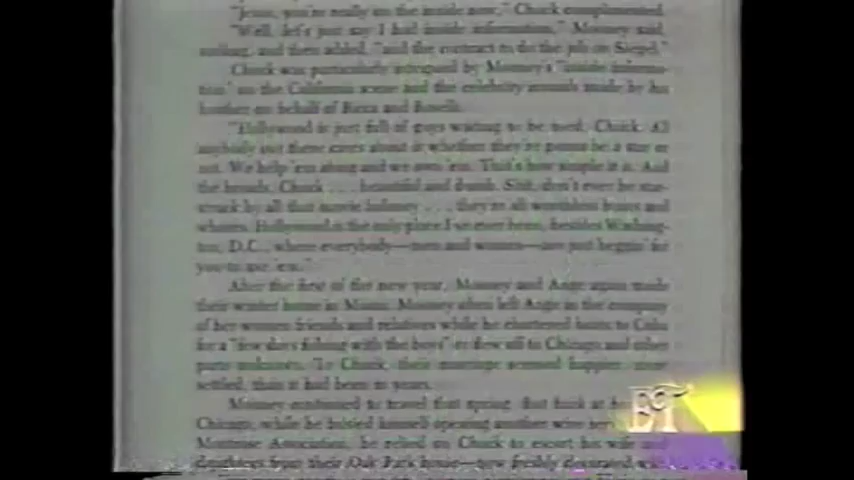 "Jesus, you're really on the inside now," Chuck complimented.
"Well, let's just say I had inside information," Mooney said,
smiling, and then added, "and the contract to do the job on Siegel."
Chuck was particularly intrigued by Mooney's "inside informa-
tion" on the California scene and the celebrity
brother on behalf of Ricca and Roselli.
"Hollywood is just full of guys waiting to be used, Chuck. All
anybody out there cares about is whether they're gonna be a star or
not. We help 'em along and we own 'em. That's how simple it is. And
the broads, Chuck . . . beautiful and dumb. Shit, don't ever be star-
struck by all that movie . . . they're all worthless bums and
whores. Hollywood is the only place I've ever been, besides Washing-
ton, D.C., where everybody—men and women—are just beggin' for
you to use 'em."
After the first of the new year, Mooney and Ange again made
their winter home in Miami. Mooney often left Ange in the company
of her women friends and relatives while he chartered boats to Cuba
for a "few days fishing with the boys" or flew off to Chicago and other
parts unknown. To Chuck, their marriage seemed happier, more
settled, than it had been in years.
Mooney continued to travel that spring. But back at
Chicago, while he busied himself opening another
Montrose Association, he relied on Chuck to escort his wife and
daughters from their Oak Park house—now freshly decorated
ET